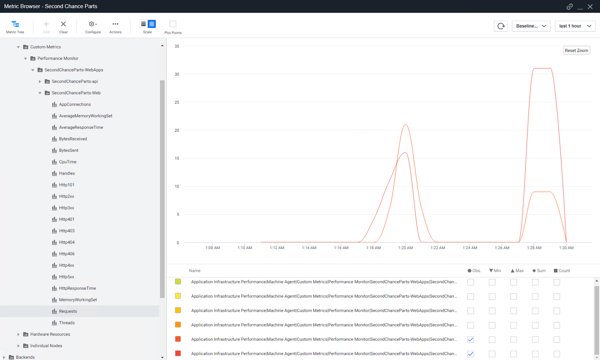 Metric Browser - Second Chance Parts
Metric Tree
Add
Clear
Configure
Actions
Scale
Plot Points
Baseline...
last 1 hour
Custom Metrics
Performance Monitor
SecondChanceParts-WebApps
SecondChanceParts-api
SecondChanceParts-Web
AppConnections
AverageMemoryWorkingSet
AverageResponseTime
BytesReceived
BytesSent
CpuTime
Handles
Http101
Http2xx
Http3xx
Http401
Http403
Http404
Http406
Http4xx
Http5xx
HttpResponseTime
MemoryWorkingSet
Requests
Threads
Hardware Resources
Individual Nodes
Backends
Reset Zoom
35
30
25
20
15
10
5
0
1:08 AM
1:10 AM
1:12 AM
1:14 AM
1:16 AM
1:18 AM
1:20 AM
1:22 AM
1:24 AM
1:26 AM
1:28 AM
1:30 AM
Name
Obs
Min
Max
Sum
Count
Application Infrastructure Performance|Machine Agent|Custom Metrics|Performance Monitor|SecondChanceParts-WebApps|SecondChan...
Application Infrastructure Performance|Machine Agent|Custom Metrics|Performance Monitor|SecondChanceParts-WebApps|SecondChan...
Application Infrastructure Performance|Machine Agent|Custom Metrics|Performance Monitor|SecondChanceParts-WebApps|SecondChan...
Application Infrastructure Performance|Machine Agent|Custom Metrics|Performance Monitor|SecondChanceParts-WebApps|SecondChan...
Application Infrastructure Performance|Machine Agent|Custom Metrics|Performance Monitor|SecondChanceParts-WebApps|SecondChan...
Application Infrastructure Performance|Machine Agent|Custom Metrics|Performance Monitor|SecondChanceParts-WebApps|SecondChan...